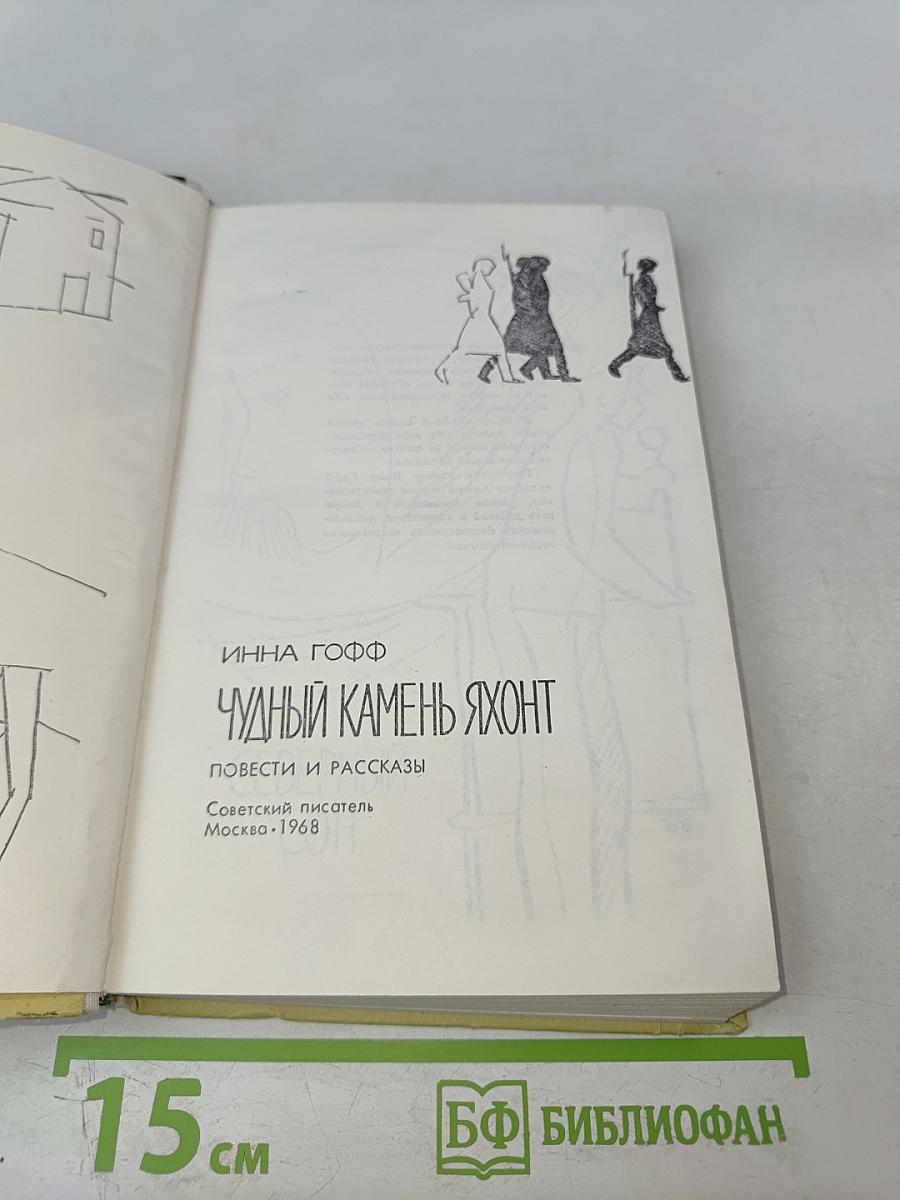 ИННА ГОФФ
ЧУДНЫЙ КАМЕНЬ ЯХОНТ
ПОВЕСТИ И РАССКАЗЫ
Советский писатель
Москва • 1968
15 см
БФ БИБЛИОФАН